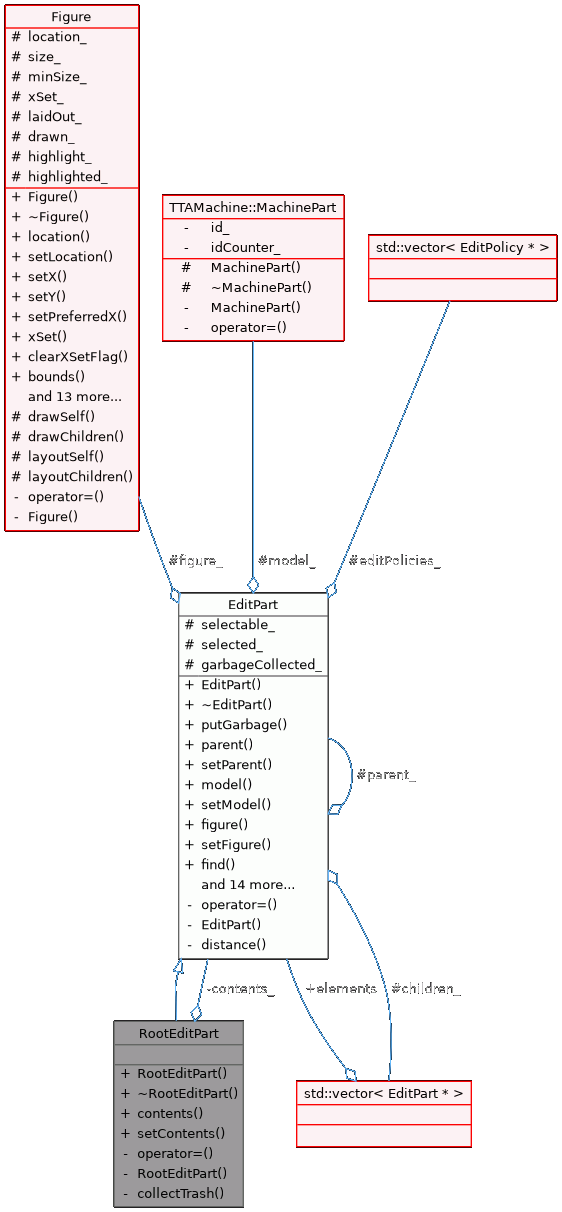 Figure
# location_
# size_
# minSize_
# xSet_
# laidOut_
# drawn_
# highlight_
# highlighted_
+ Figure()
+ ~Figure()
+ location()
+ setLocation()
+ setX()
+ setY()
+ setPreferredX()
+ xSet()
+ clearXSetFlag()
+ bounds()
and 13 more...
# drawSelf()
# drawChildren()
# layoutSelf()
# layoutChildren()
- operator=()
- Figure()
TTAMachine::MachinePart
- id_
- idCounter_
# MachinePart()
# ~MachinePart()
- MachinePart()
- operator=()
std::vector< EditPolicy * >
#figure_
#model_
#editPolicies_
EditPart
# selectable_
# selected_
# garbageCollected_
+ EditPart()
+ ~EditPart()
+ putGarbage()
+ parent()
+ setParent()
+ model()
+ setModel()
+ figure()
+ setFigure()
+ find()
and 14 more...
- operator=()
- EditPart()
- distance()
#parent_
-contents_
+elements
#children_
RootEditPart
+ RootEditPart()
+ ~RootEditPart()
+ contents()
+ setContents()
- operator=()
- RootEditPart()
- collectTrash()
std::vector< EditPart * >